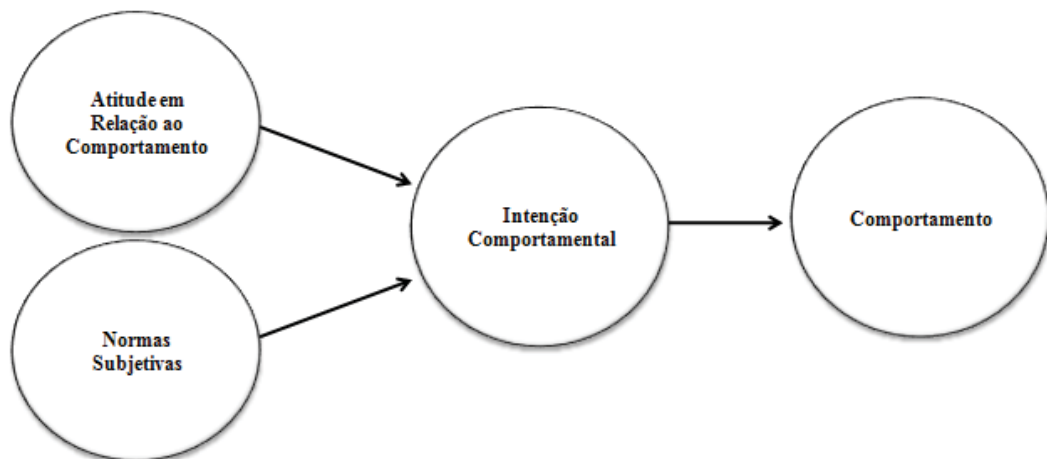 Atitude em
Relação ao
Comportamento
Normas
Subjetivas
Intenção
Comportamental
Comportamento